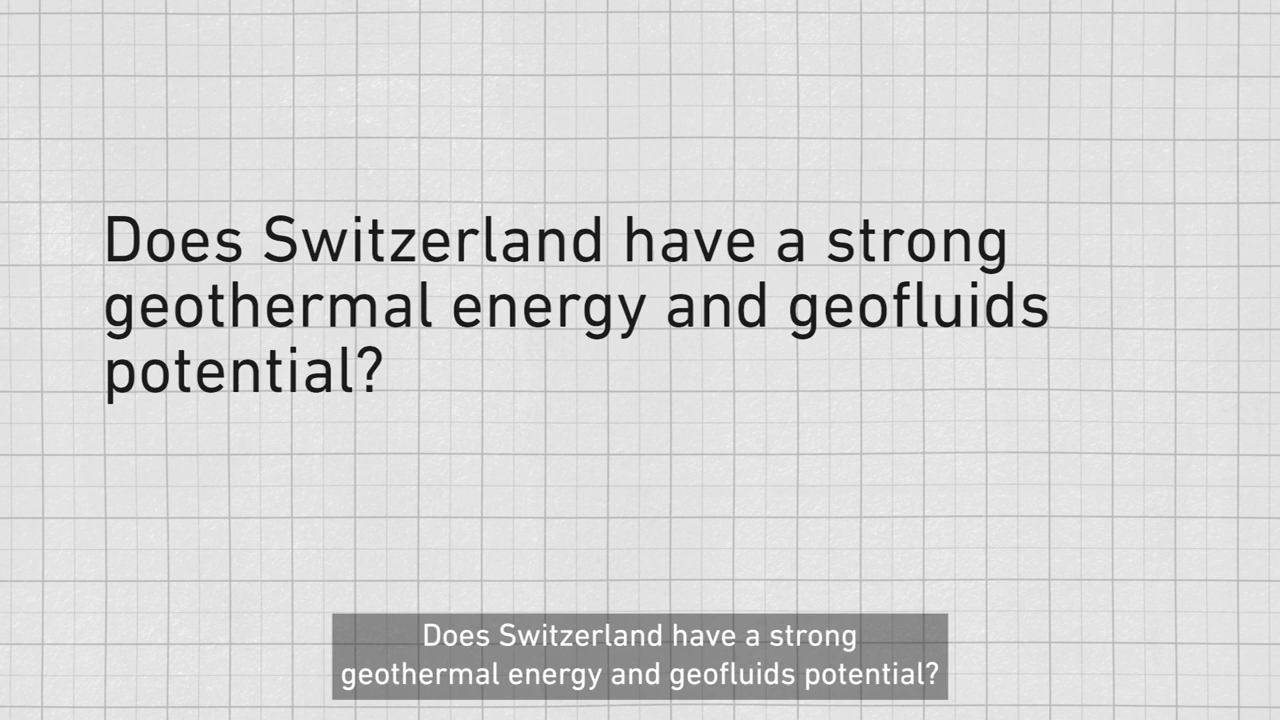 Does Switzerland have a strong
geothermal energy and geofluids
potential?
Does Switzerland have a strong
geothermal energy and geofluids potential?